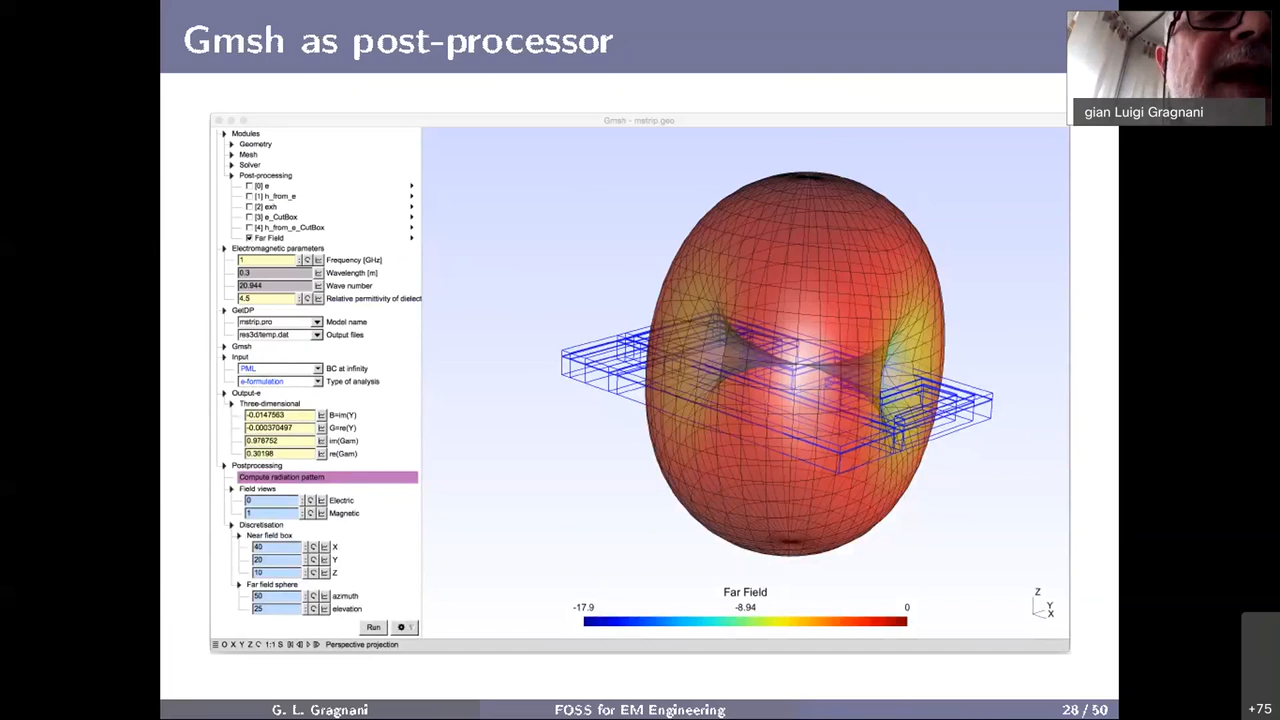 Gmsh as post-processor
gian Luigi Gragnani
Gmsh - mstrip.geo
Modules
Geometry
Mesh
Solver
Post-processing
[0] e
[1] h_from_e
[2] exh
[3] e_CutBox
[4] h_from_e_CutBox
Far Field
Electromagnetic parameters
1 Frequency [GHz]
0.3 Wavelength [m]
20.944 Wave number
4.5 Relative permittivity of dielect
GetDP
mstrip.pro Model name
res3d/temp.dat Output files
Gmsh
Input
PML BC at infinity
e-formulation Type of analysis
Output-e
Three-dimensional
-0.0147563 B=im(Y)
-0.000370497 G=re(Y)
0.978752 im(Gam)
0.30198 re(Gam)
Postprocessing
Compute radiation pattern
Field views
0 Electric
1 Magnetic
Discretisation
Near field box
40 X
20 Y
10 Z
Far field sphere
50 azimuth
25 elevation
Run
O X Y Z 1:1 S Perspective projection
Far Field
-17.9 -8.94 0
Z
Y
X
G. L. Gragnani FOSS for EM Engineering 28 / 50
+75